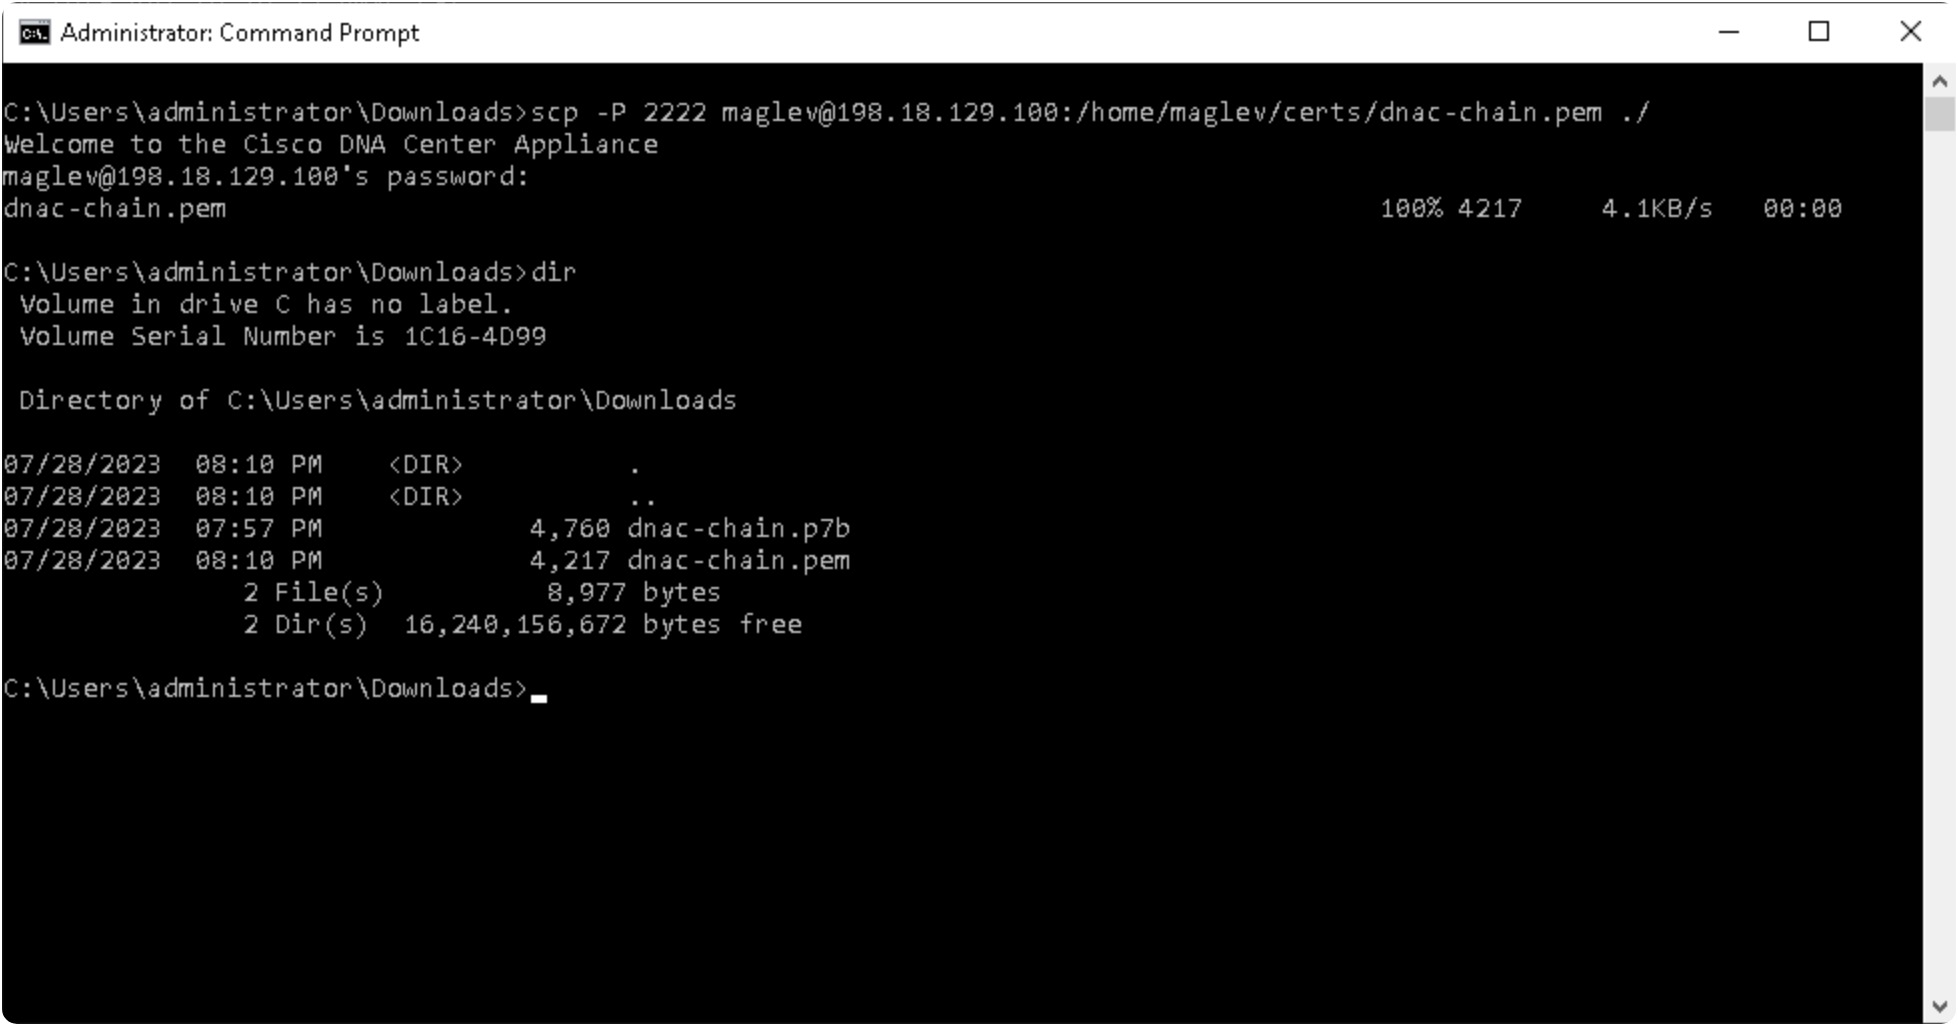 Administrator: Command Prompt
C:\Users\administrator\Downloads>scp -P 2222 maglev@198.18.129.100:/home/maglev/certs/dnac-chain.pem ./
Welcome to the Cisco DNA Center Appliance
maglev@198.18.129.100's password:
dnac-chain.pem 100% 4217 4.1KB/s 00:00
C:\Users\administrator\Downloads>dir
Volume in drive C has no label.
Volume Serial Number is 1C16-4D99
Directory of C:\Users\administrator\Downloads
07/28/2023 08:10 PM <DIR> .
07/28/2023 08:10 PM <DIR> ..
07/28/2023 07:57 PM 4,760 dnac-chain.p7b
07/28/2023 08:10 PM 4,217 dnac-chain.pem
2 File(s) 8,977 bytes
2 Dir(s) 16,240,156,672 bytes free
C:\Users\administrator\Downloads>